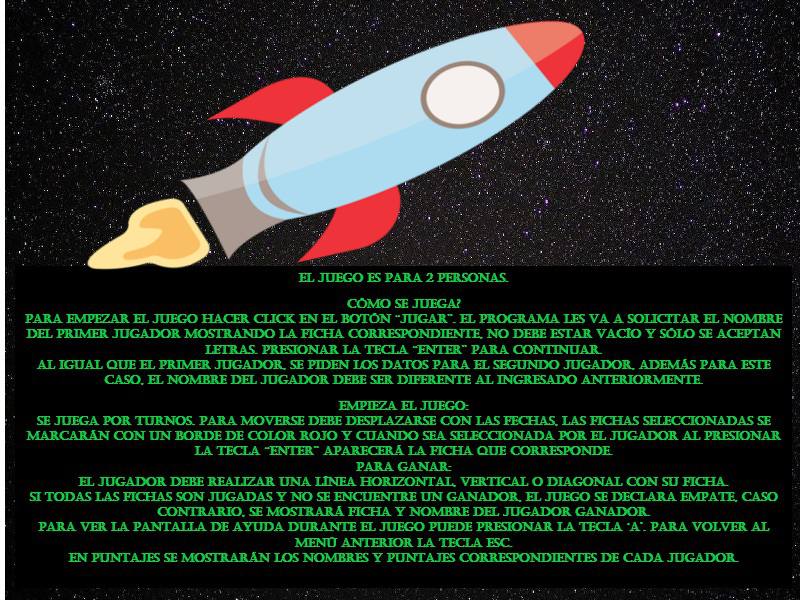 EL JUEGO ES PARA 2 PERSONAS.
CÓMO SE JUEGA?
PARA EMPEZAR EL JUEGO HACER CLICK EN EL BOTÓN “JUGAR”. EL PROGRAMA LES VA A SOLICITAR EL NOMBRE
DEL PRIMER JUGADOR MOSTRANDO LA FICHA CORRESPONDIENTE, NO DEBE ESTAR VACÍO Y SÓLO SE ACEPTAN
LETRAS. PRESIONAR LA TECLA “ENTER” PARA CONTINUAR.
AL IGUAL QUE EL PRIMER JUGADOR, SE PIDEN LOS DATOS PARA EL SEGUNDO JUGADOR, ADEMÁS PARA ESTE
CASO, EL NOMBRE DEL JUGADOR DEBE SER DIFERENTE AL INGRESADO ANTERIORMENTE.
EMPIEZA EL JUEGO:
SE JUEGA POR TURNOS. PARA MOVERSE DEBE DESPLAZARSE CON LAS FECHAS, LAS FICHAS SELECCIONADAS SE
MARCARÁN CON UN BORDE DE COLOR ROJO Y CUANDO SEA SELECCIONADA POR EL JUGADOR AL PRESIONAR
LA TECLA “ENTER” APARECERÁ LA FICHA QUE CORRESPONDE.
PARA GANAR:
EL JUGADOR DEBE REALIZAR UNA LÍNEA HORIZONTAL, VERTICAL O DIAGONAL CON SU FICHA.
SI TODAS LAS FICHAS SON JUGADAS Y NO SE ENCUENTRE UN GANADOR, EL JUEGO SE DECLARA EMPATE, CASO
CONTRARIO, SE MOSTRARÁ FICHA Y NOMBRE DEL JUGADOR GANADOR.
PARA VER LA PANTALLA DE AYUDA DURANTE EL JUEGO PUEDE PRESIONAR LA TECLA ‘A’. PARA VOLVER AL
MENÚ ANTERIOR LA TECLA ESC.
EN PUNTAJES SE MOSTRARÁN LOS NOMBRES Y PUNTAJES CORRESPONDIENTES DE CADA JUGADOR.